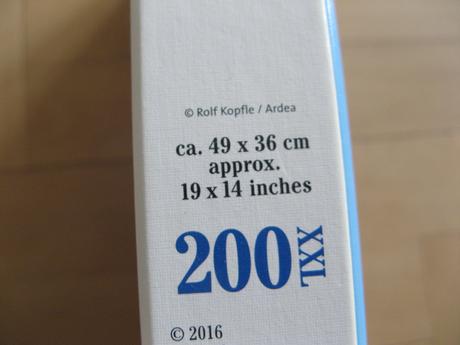 © Rolf Kopfle / Ardea
ca. 49 x 36 cm
approx.
19 x 14 inches
200 XXL
© 2016